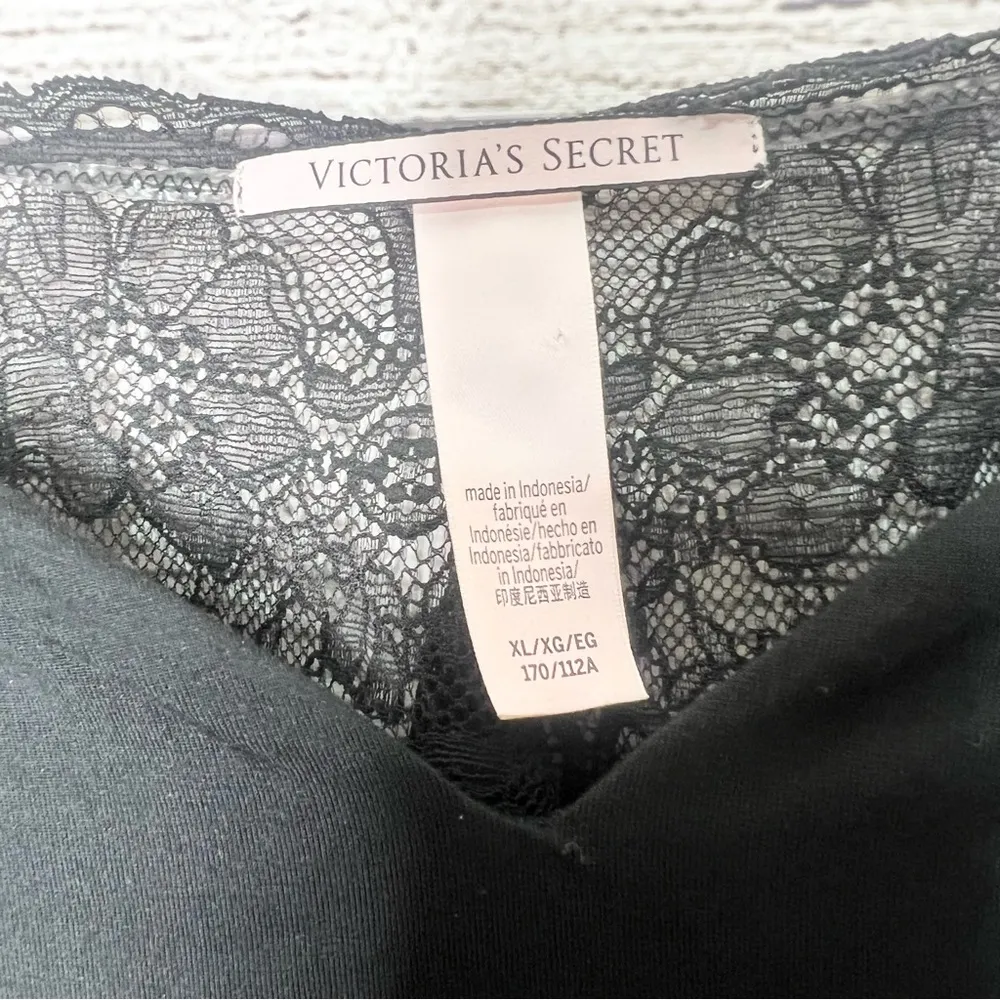 VICTORIA'S SECRET
made in Indonesia/
fabriqué en
Indonésie/hecho en
Indonesia/fabbricato
in Indonesia/
印度尼西亚制造
XL/XG/EG
170/112A